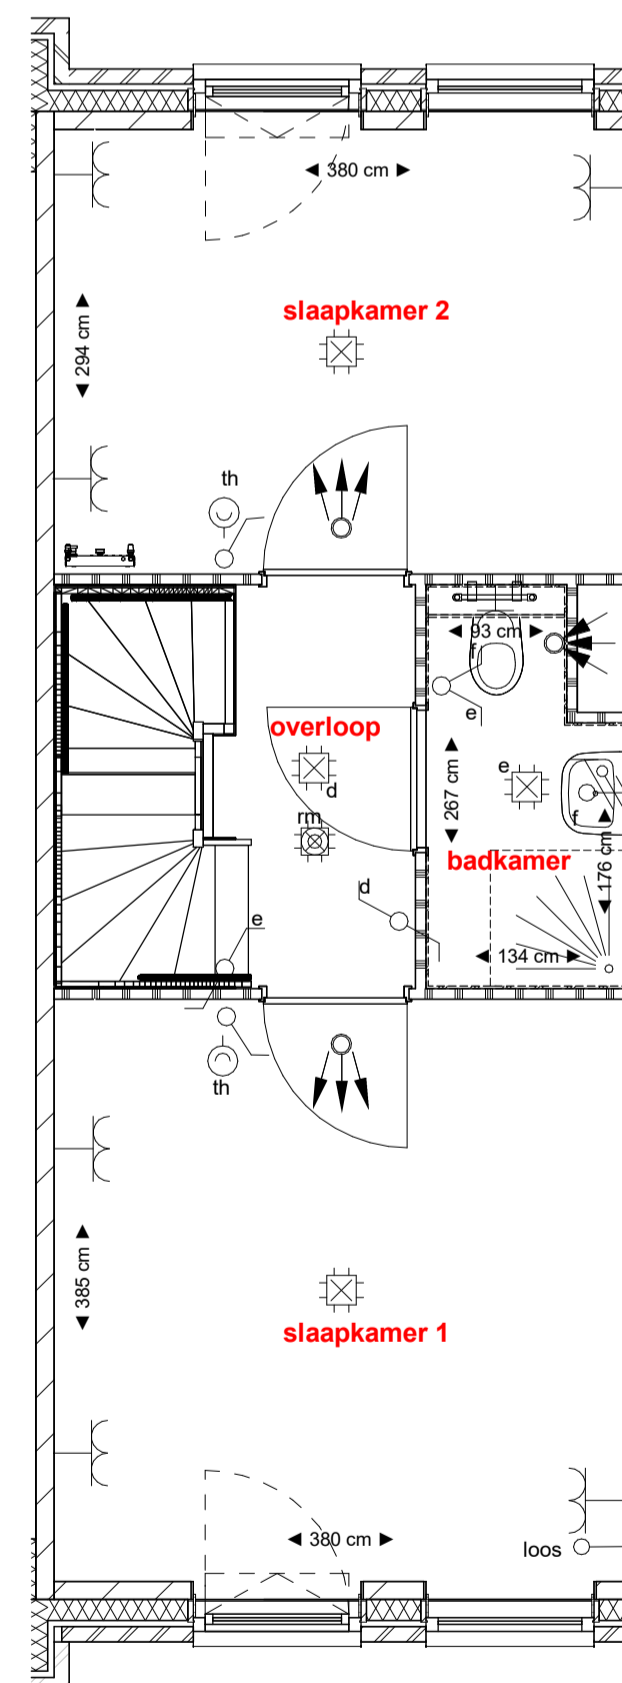 ◄ 380 cm ►
slaapkamer 2
◄ 294 cm ►
th
◄ 93 cm ►
f
e
overloop
d
◄ 267 cm ►
e
f
rm
badkamer
◄ 176 cm ►
d
e
◄ 134 cm ►
th
◄ 385 cm ►
slaapkamer 1
◄ 380 cm ►
loos